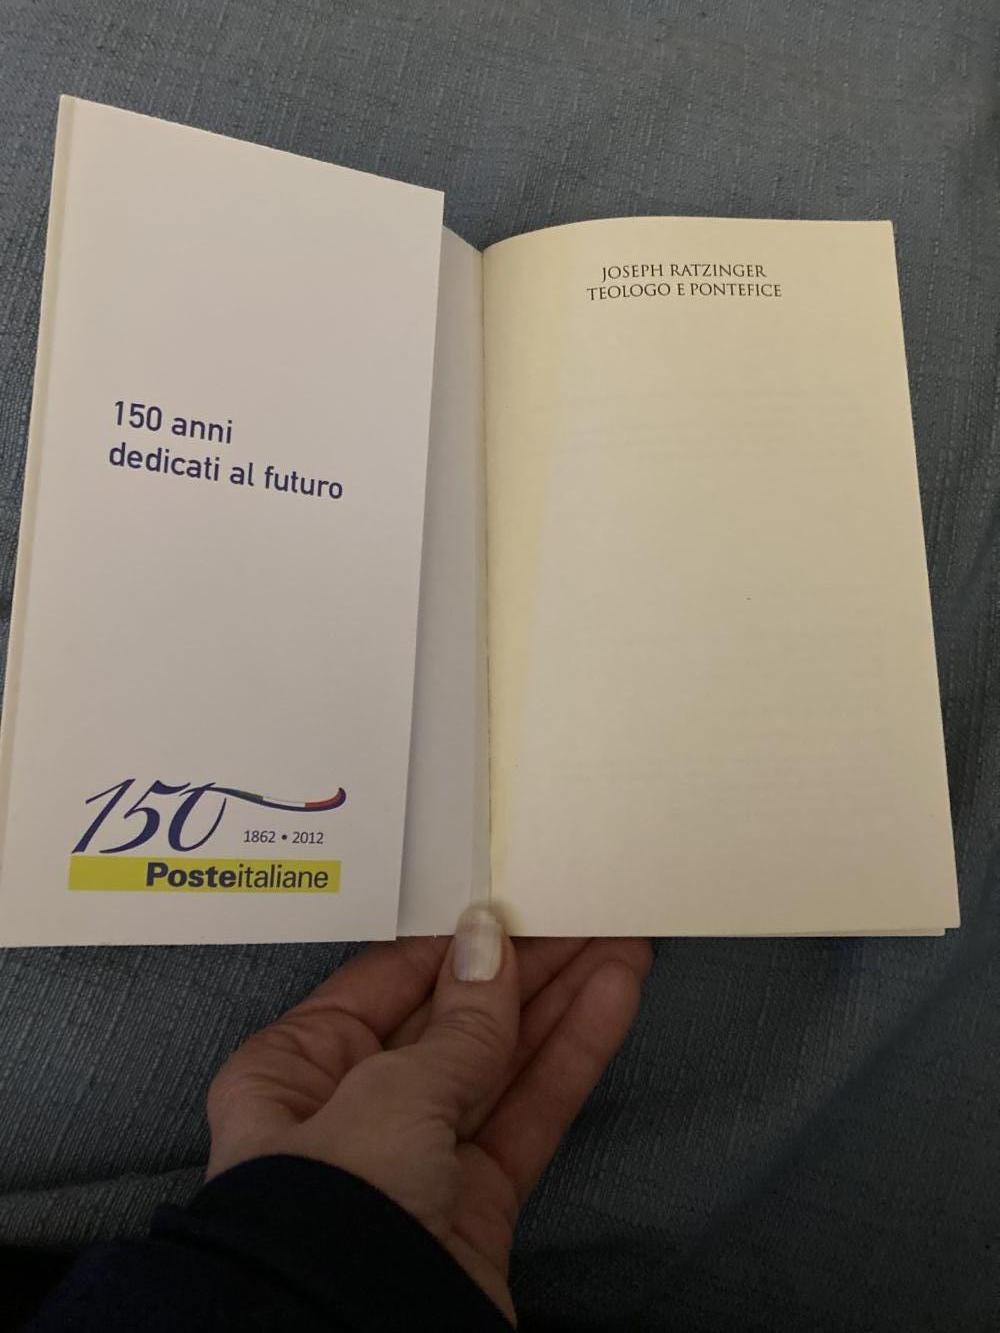 150 anni
dedicati al futuro
150
1862 • 2012
Posteitaliane
JOSEPH RATZINGER
TEOLOGO E PONTEFICE